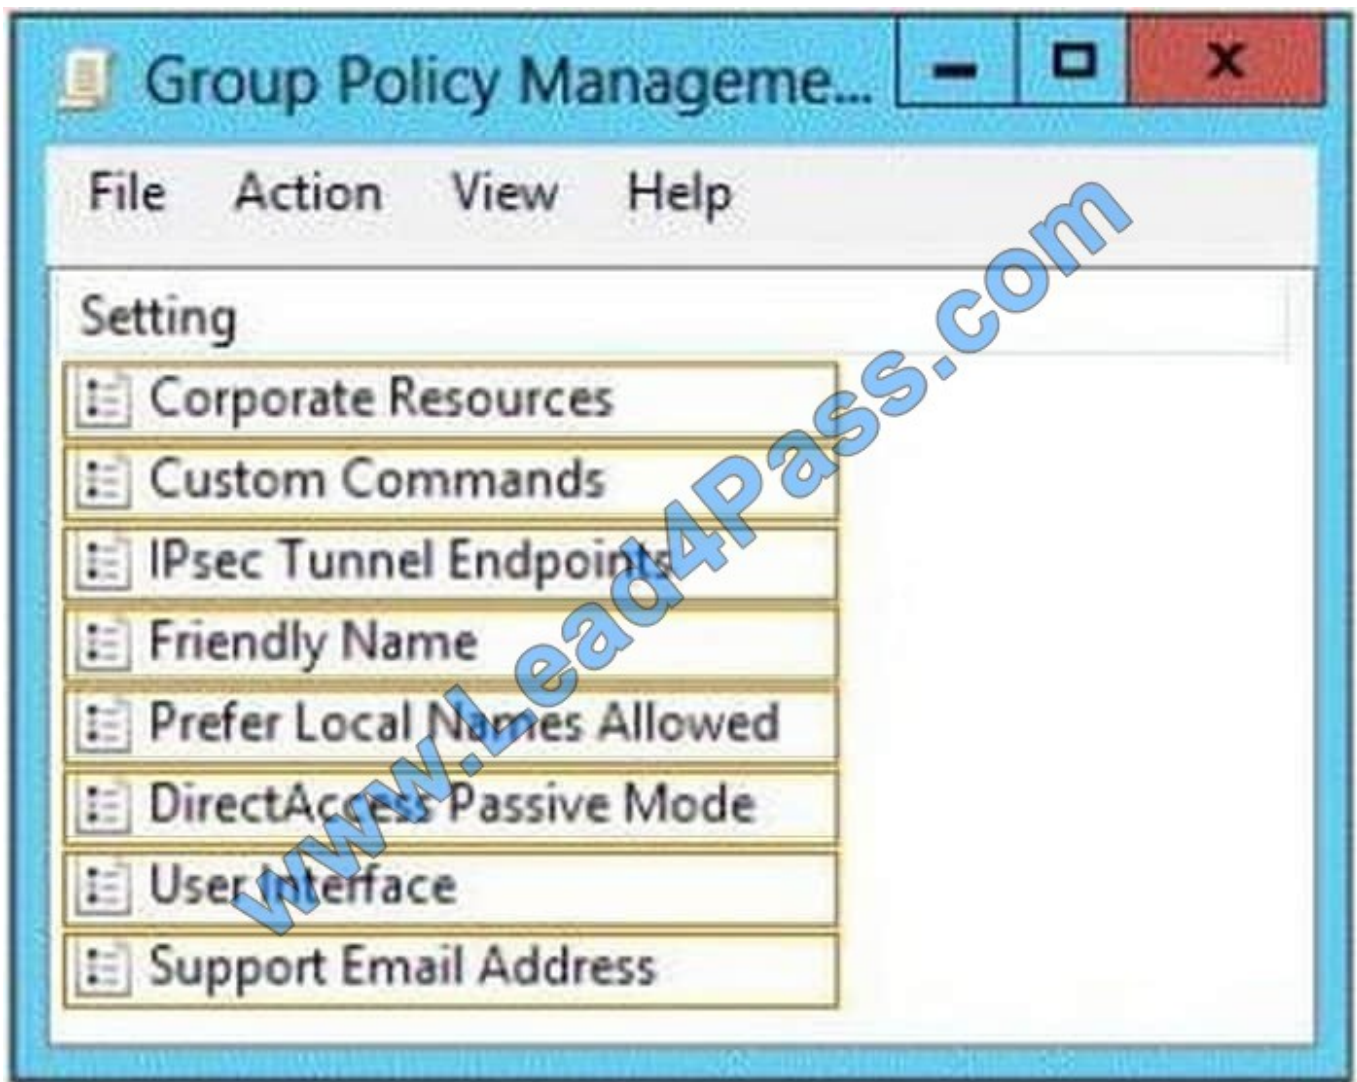 Group Policy Manageme...
File Action View Help
Setting
Corporate Resources
Custom Commands
IPsec Tunnel Endpoints
Friendly Name
Prefer Local Names Allowed
DirectAccess Passive Mode
User Interface
Support Email Address
www.Lead4Pass.com